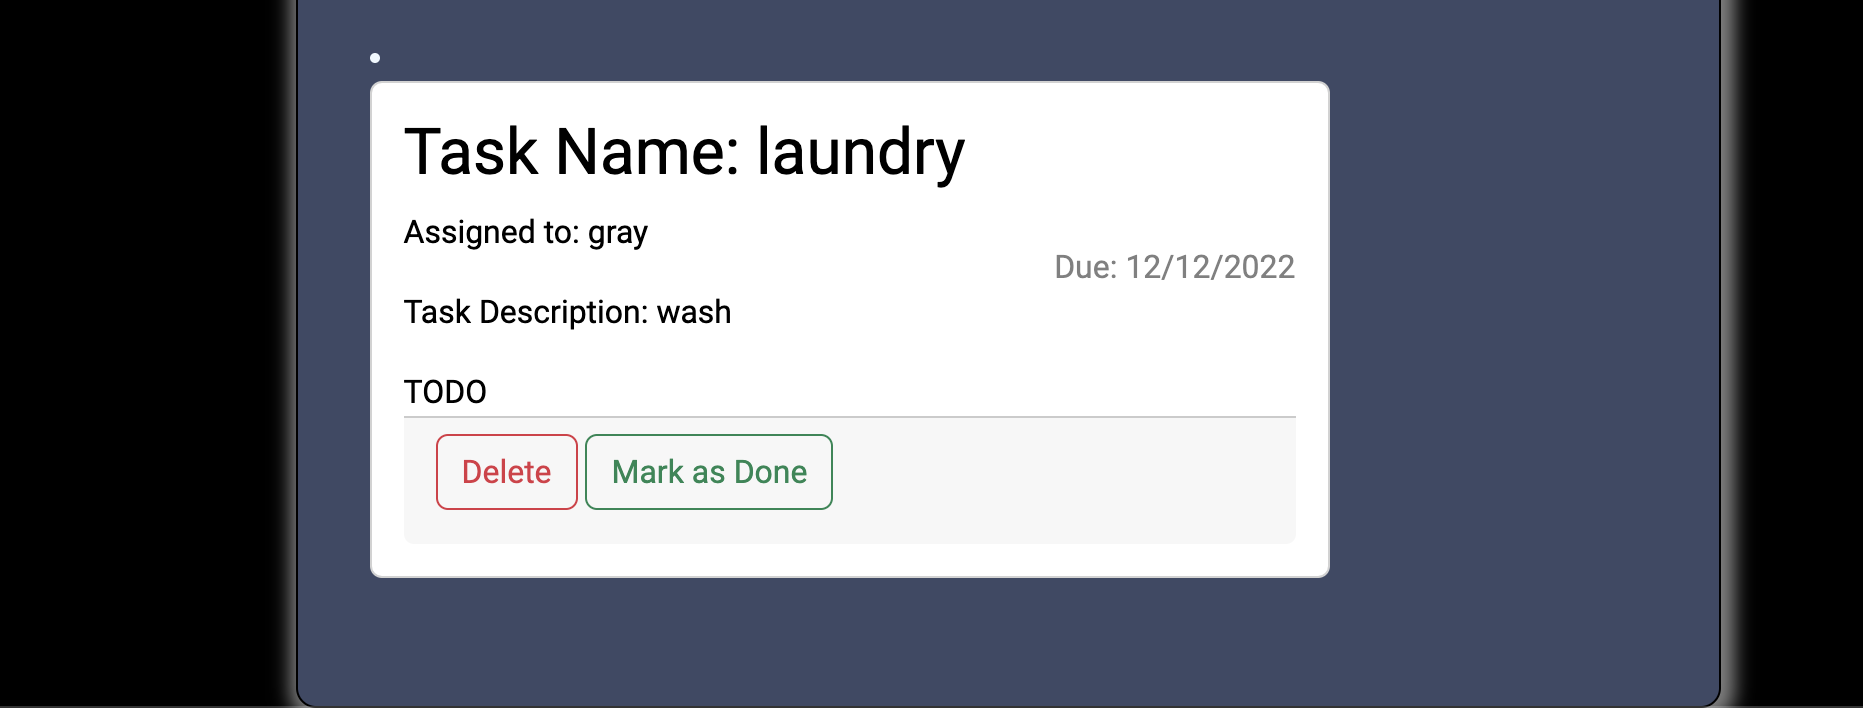 Task Name: laundry
Assigned to: gray
Due: 12/12/2022
Task Description: wash
TODO
Delete Mark as Done